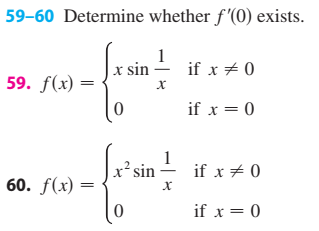 59–60 Determine whether f′(0) exists.
59. f(x) = { x sin 1/x if x ≠ 0
0 if x = 0
60. f(x) = { x² sin 1/x if x ≠ 0
0 if x = 0